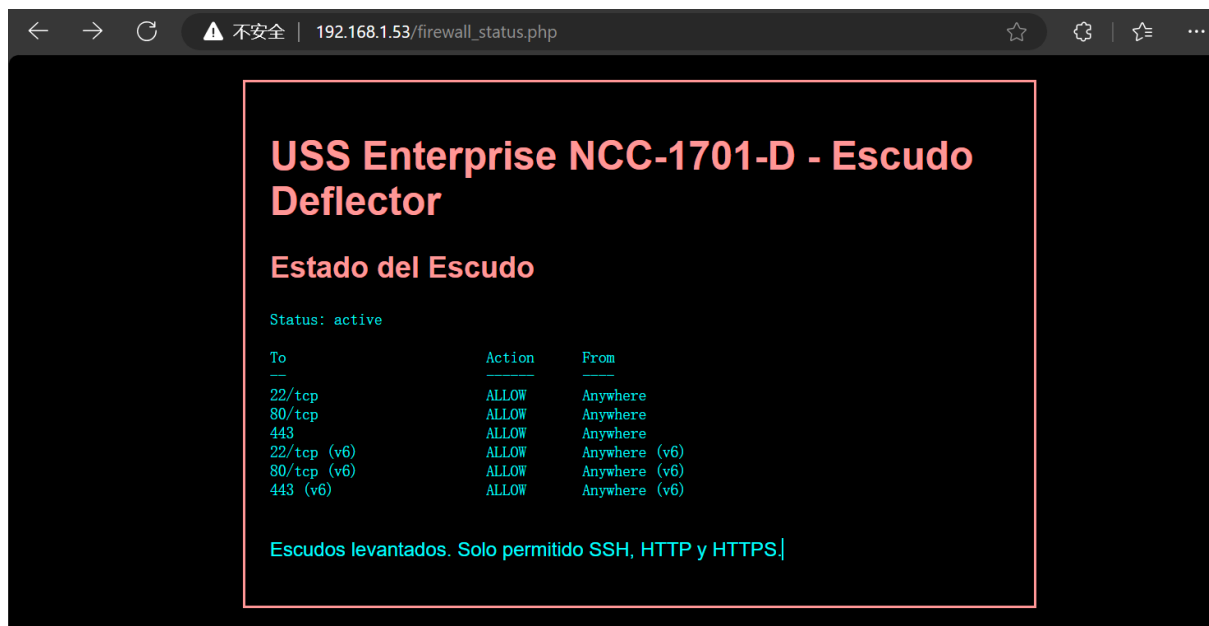 不安全 | 192.168.1.53/firewall_status.php
USS Enterprise NCC-1701-D - Escudo
Deflector
Estado del Escudo
Status: active
To Action From
-- ------ ----
22/tcp ALLOW Anywhere
80/tcp ALLOW Anywhere
443 ALLOW Anywhere
22/tcp (v6) ALLOW Anywhere (v6)
80/tcp (v6) ALLOW Anywhere (v6)
443 (v6) ALLOW Anywhere (v6)
Escudos levantados. Solo permitido SSH, HTTP y HTTPS.